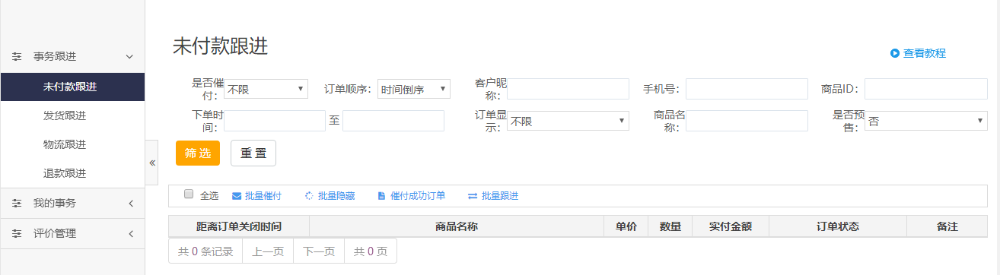 事务跟进
未付款跟进
发货跟进
物流跟进
退款跟进
我的事务
评价管理
«
未付款跟进
查看教程
是否催付： 不限 订单顺序： 时间倒序 客户昵称： 手机号： 商品ID：
下单时间： 至 订单显示： 不限 商品名称： 是否预售： 否
筛 选 重 置
全选 批量催付 批量隐藏 催付成功订单 批量跟进
距离订单关闭时间 商品名称 单价 数量 实付金额 订单状态 备注
共 0 条记录 上一页 下一页 共 0 页